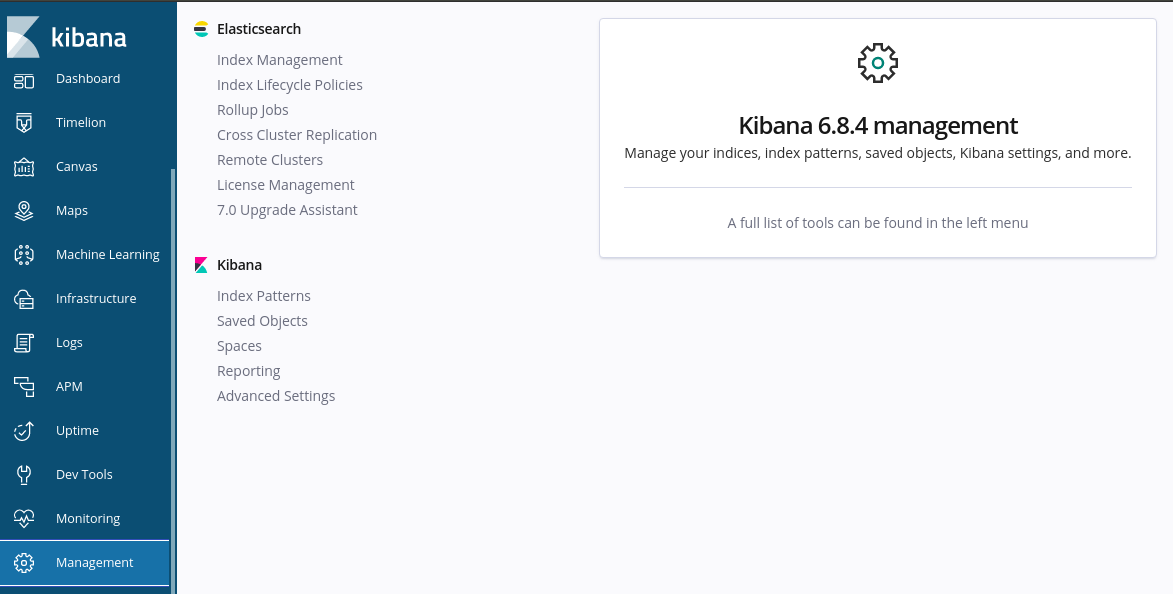 kibana
Dashboard
Timelion
Canvas
Maps
Machine Learning
Infrastructure
Logs
APM
Uptime
Dev Tools
Monitoring
Management
Elasticsearch
Index Management
Index Lifecycle Policies
Rollup Jobs
Cross Cluster Replication
Remote Clusters
License Management
7.0 Upgrade Assistant
Kibana
Index Patterns
Saved Objects
Spaces
Reporting
Advanced Settings
Kibana 6.8.4 management
Manage your indices, index patterns, saved objects, Kibana settings, and more.
A full list of tools can be found in the left menu